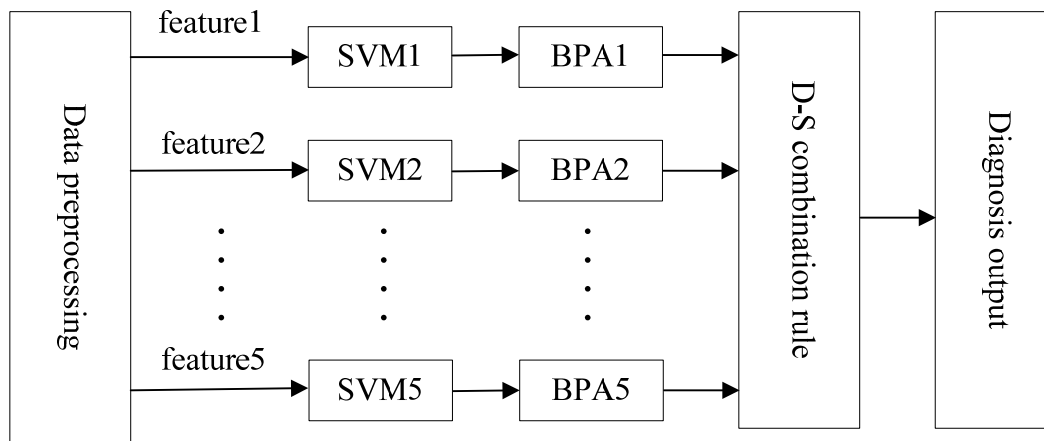 Data preprocessing
feature1
SVM1
BPA1
feature2
SVM2
BPA2
feature5
SVM5
BPA5
D-S combination rule
Diagnosis output